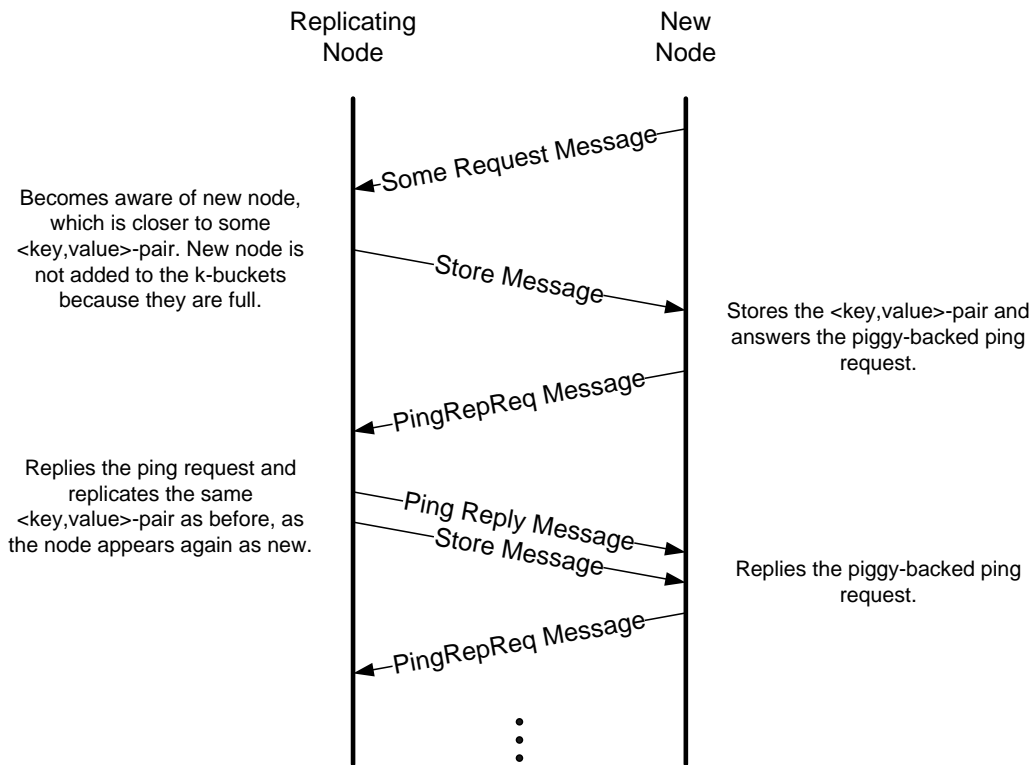 Replicating
Node
New
Node
Some Request Message
Becomes aware of new node,
which is closer to some
<key,value>-pair. New node is
not added to the k-buckets
because they are full.
Store Message
Stores the <key,value>-pair and
answers the piggy-backed ping
request.
PingRepReq Message
Replies the ping request and
replicates the same
<key,value>-pair as before, as
the node appears again as new.
Ping Reply Message
Store Message
Replies the piggy-backed ping
request.
PingRepReq Message